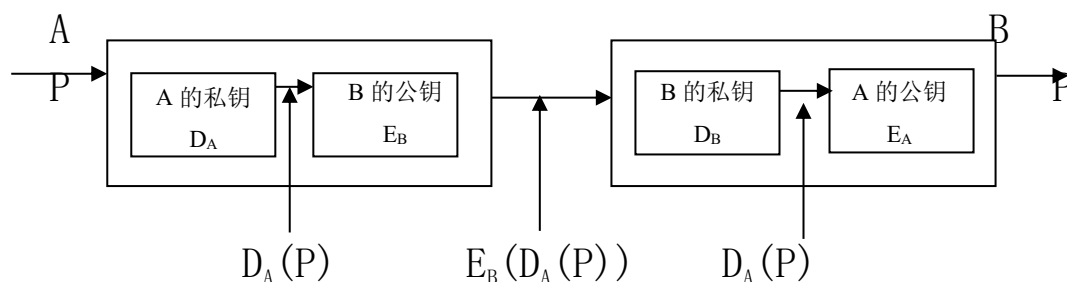 A
P
A 的私钥
D_A
B 的公钥
E_B
B 的私钥
D_B
A 的公钥
E_A
B
P
D_A(P)
E_B(D_A(P))
D_A(P)